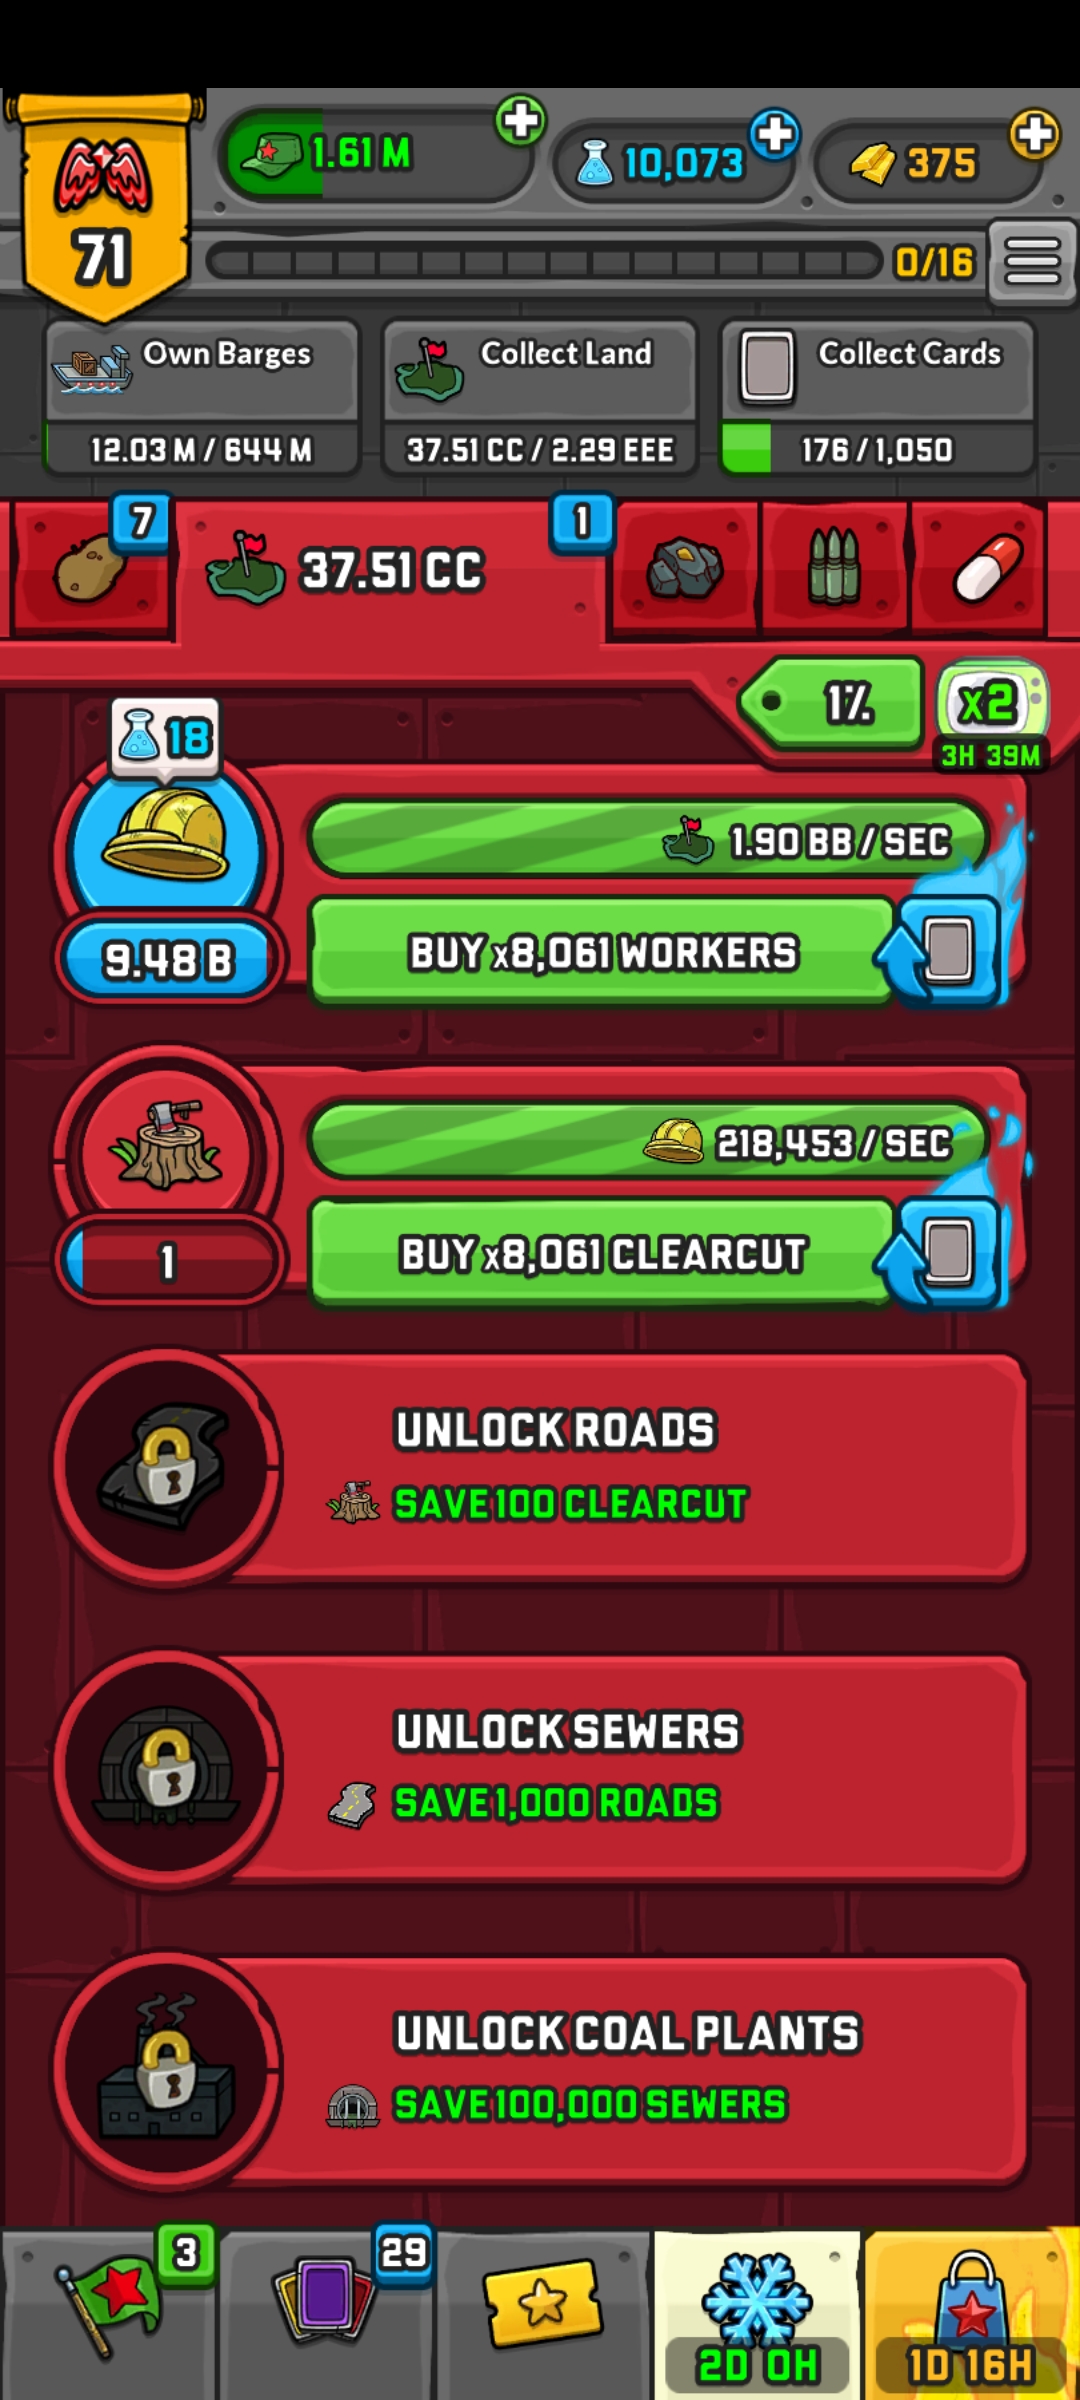 71
1.61 M
10,073
375
0/16
Own Barges
12.03 M / 644 M
Collect Land
37.51 CC / 2.29 EEE
Collect Cards
176 / 1,050
7
37.51 CC
1
1%
x2
3H 39M
18
9.48 B
1.90 BB / SEC
BUY x8,061 WORKERS
1
218,453 / SEC
BUY x8,061 CLEARCUT
UNLOCK ROADS
SAVE 100 CLEARCUT
UNLOCK SEWERS
SAVE 1,000 ROADS
UNLOCK COAL PLANTS
SAVE 100,000 SEWERS
3
29
2D 0H
1D 16H